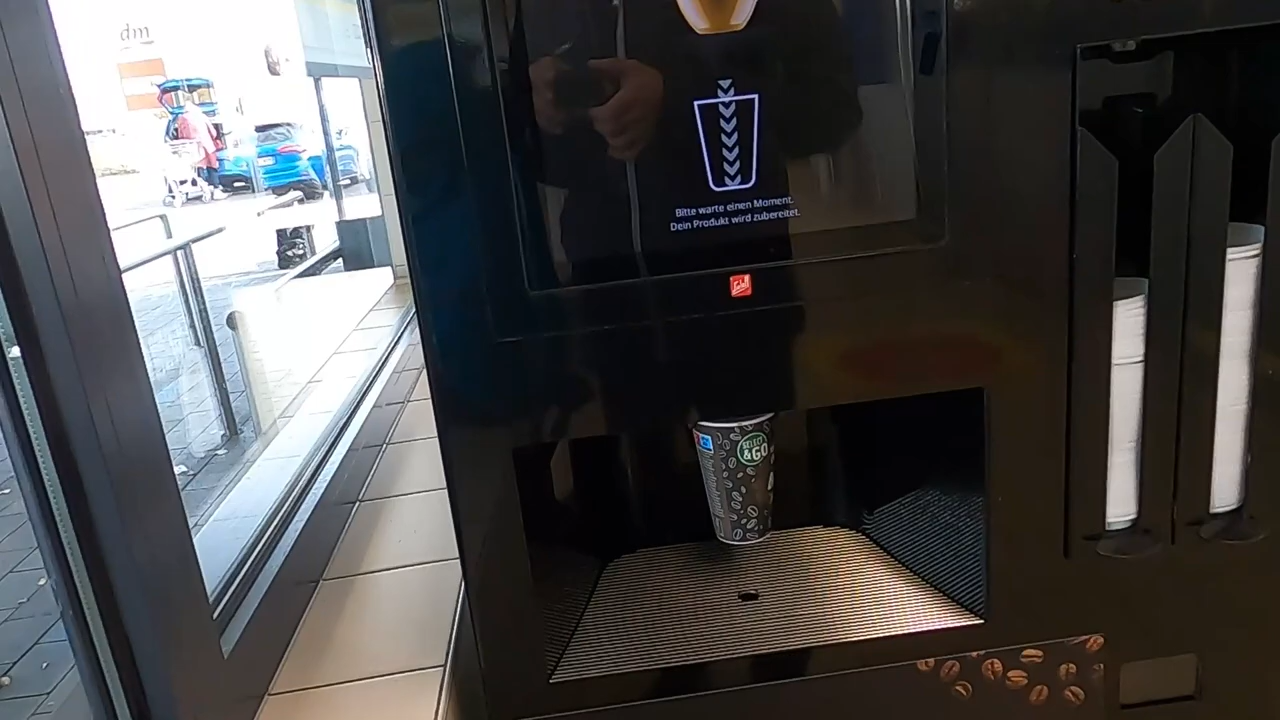 dm
Bitte warte einen Moment.
Dein Produkt wird zubereitet.
SELECT
&GO